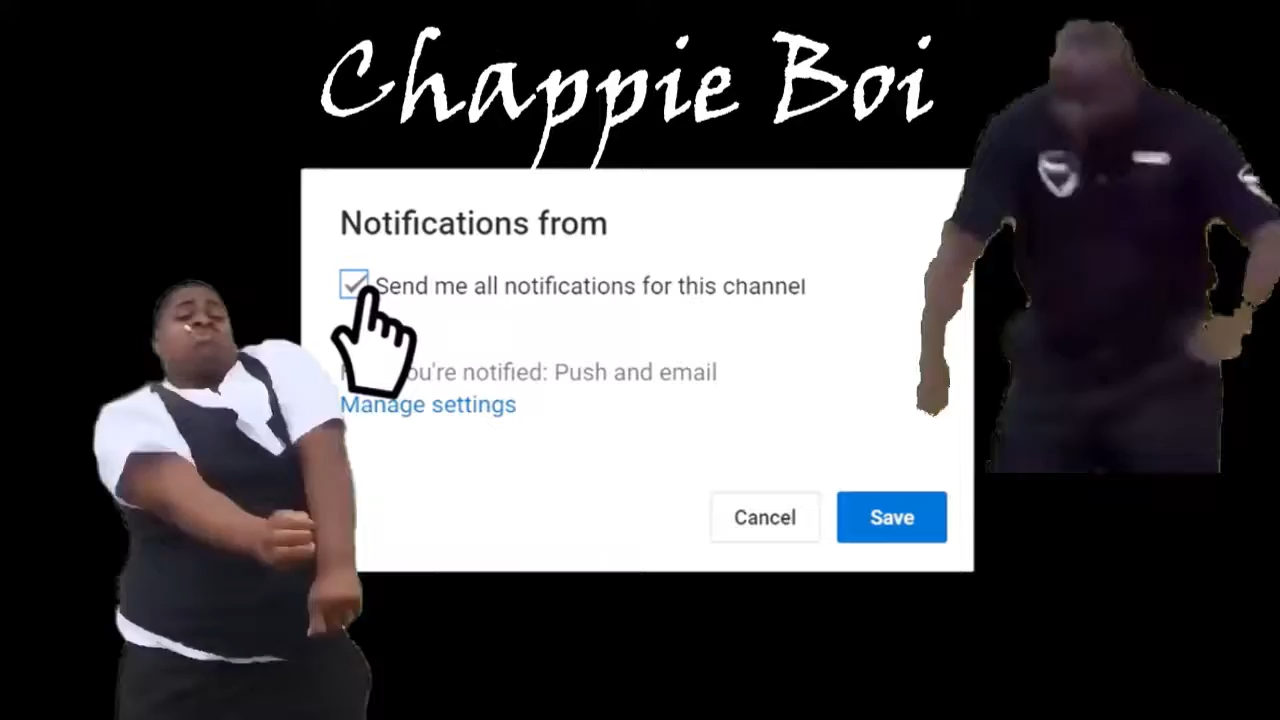 Chappie Boi
Notifications from
Send me all notifications for this channel
you're notified: Push and email
Manage settings
Cancel
Save